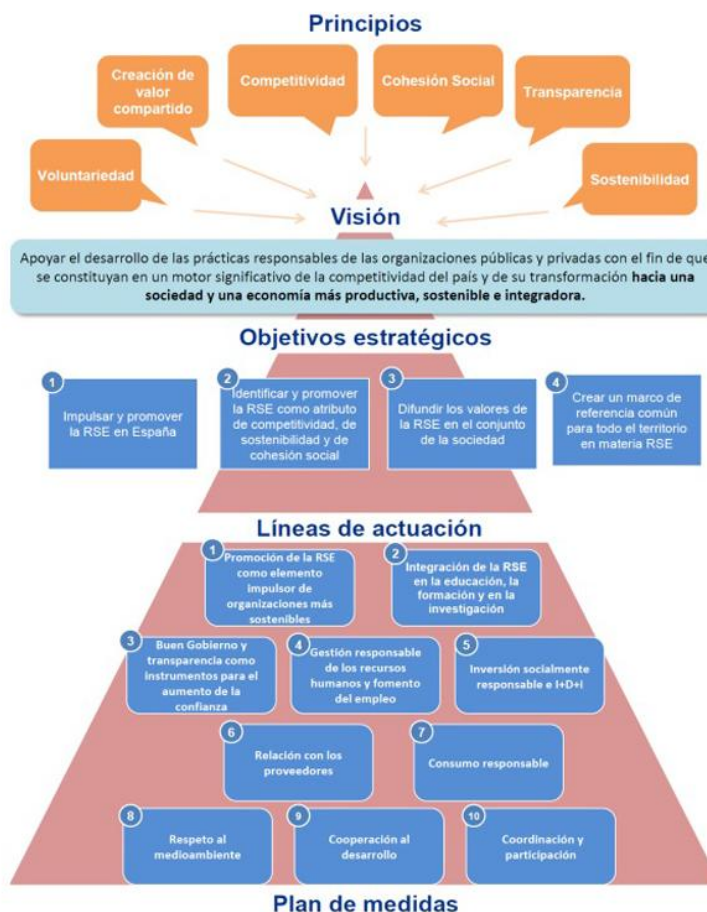 Principios
Creación de
valor
compartido
Competitividad
Cohesión Social
Transparencia
Voluntariedad
Sostenibilidad
Visión
Apoyar el desarrollo de las prácticas responsables de las organizaciones públicas y privadas con el fin de que
se constituyan en un motor significativo de la competitividad del país y de su transformación hacia una
sociedad y una economía más productiva, sostenible e integradora.
Objetivos estratégicos
1
Impulsar y promover
la RSE en España
2
Identificar y promover
la RSE como atributo
de competitividad, de
sostenibilidad y de
cohesión social
3
Difundir los valores de
la RSE en el conjunto
de la sociedad
4
Crear un marco de
referencia común
para todo el territorio
en materia RSE
Líneas de actuación
1
Promoción de la RSE
como elemento
impulsor de
organizaciones más
sostenibles
2
Integración de la RSE
en la educación, la
formación y en la
investigación
3
Buen Gobierno y
transparencia como
instrumentos para el
aumento de la
confianza
4
Gestión responsable
de los recursos
humanos y fomento
del empleo
5
Inversión socialmente
responsable e I+D+i
6
Relación con los
proveedores
7
Consumo responsable
8
Respeto al
medioambiente
9
Cooperación al
desarrollo
10
Coordinación y
participación
Plan de medidas